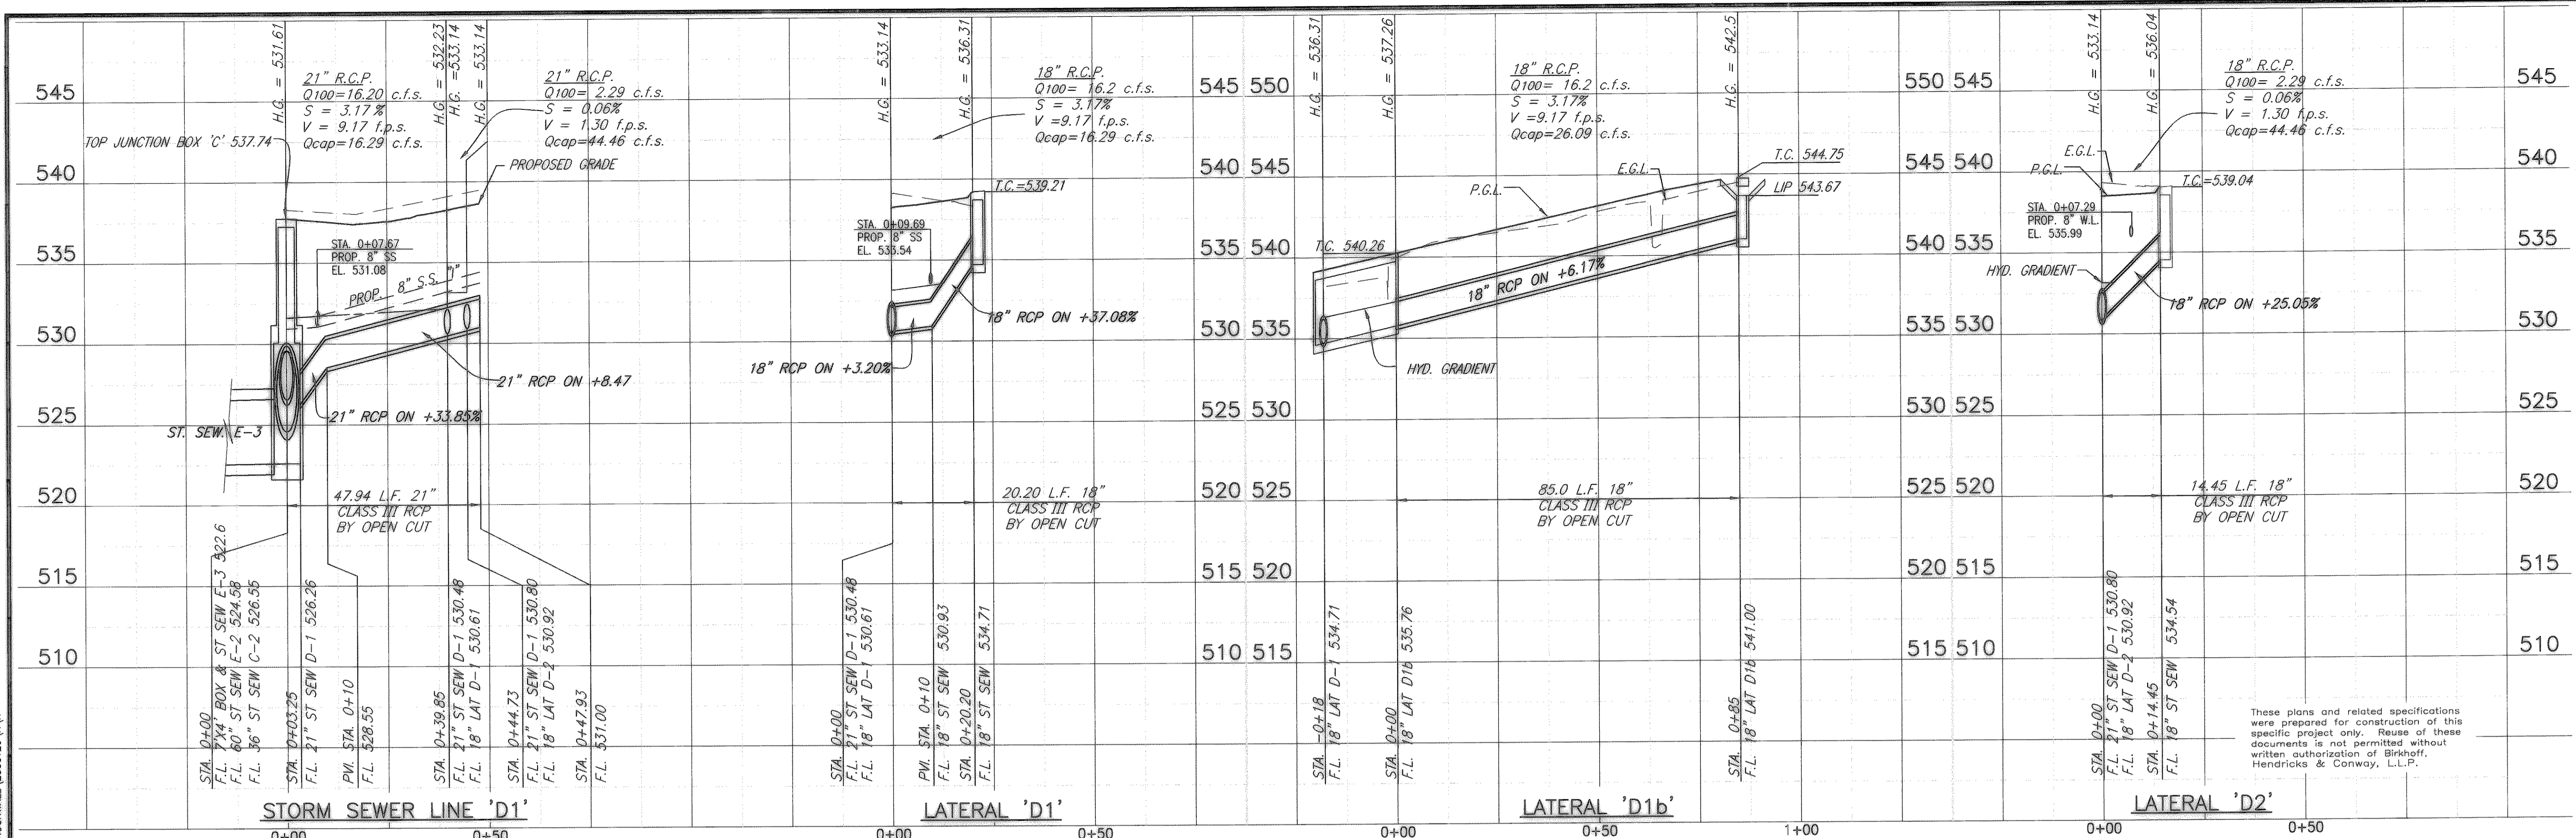 H.G. = 531.61
H.G. = 532.23
H.G. =533.14
H.G. = 533.14
21" R.C.P.
Q100=16.20 c.f.s.
S = 3.17%
V = 9.17 f.p.s.
Qcap=16.29 c.f.s.
21" R.C.P.
Q100= 2.29 c.f.s.
S = 0.06%
V = 1.30 f.p.s.
Qcap=44.46 c.f.s.
TOP JUNCTION BOX 'C' 537.74
PROPOSED GRADE
STA. 0+07.67
PROP. 8" SS
EL. 531.08
PROP. 8" S.S. "I"
21" RCP ON +8.47
21" RCP ON +33.85%
ST. SEW. E-3
47.94 L.F. 21"
CLASS III RCP
BY OPEN CUT
545
540
535
530
525
520
515
510
STA. 0+00
F.L. 7'X4' BOX & ST SEW E-3 522.6
F.L. 60" ST SEW E-2 524.58
F.L. 36" ST SEW C-2 526.55
STA. 0+03.25
F.L. 21" ST SEW D-1 526.26
PVI. STA. 0+10
F.L. 528.55
STA. 0+39.85
F.L. 21" ST SEW D-1 530.48
F.L. 18" LAT D-1 530.61
STA. 0+44.73
F.L. 21" ST SEW D-1 530.80
F.L. 18" LAT D-2 530.92
STA. 0+47.93
F.L. 531.00
STORM SEWER LINE 'D1'
0+00
0+50
H.G. = 533.14
H.G. = 536.31
18" R.C.P.
Q100= 16.2 c.f.s.
S = 3.17%
V =9.17 f.p.s.
Qcap=16.29 c.f.s.
T.C.=539.21
STA. 0+09.69
PROP. 8" SS
EL. 533.54
18" RCP ON +37.08%
18" RCP ON +3.20%
20.20 L.F. 18"
CLASS III RCP
BY OPEN CUT
545 550
540 545
535 540
530 535
525 530
520 525
515 520
510 515
STA. 0+00
F.L. 21" ST SEW D-1 530.48
F.L. 18" LAT D-1 530.61
PVI. STA. 0+10
F.L. 18" ST SEW 530.93
STA. 0+20.20
F.L. 18" ST SEW 534.71
LATERAL 'D1'
0+00
0+50
H.G. = 536.31
H.G. = 537.26
H.G. = 542.5
18" R.C.P.
Q100= 16.2 c.f.s.
S = 3.17%
V =9.17 f.p.s.
Qcap=26.09 c.f.s.
T.C. 544.75
LIP 543.67
E.G.L.
P.G.L.
T.C. 540.26
18" RCP ON +6.17%
HYD. GRADIENT
85.0 L.F. 18"
CLASS III RCP
BY OPEN CUT
550 545
545 540
540 535
535 530
530 525
525 520
520 515
515 510
STA. -0+18
F.L. 18" LAT D-1 534.71
STA. 0+00
F.L. 18" LAT D1b 535.76
STA. 0+85
F.L. 18" LAT D1b 541.00
LATERAL 'D1b'
0+00
0+50
1+00
H.G. = 533.14
H.G. = 536.04
18" R.C.P.
Q100= 2.29 c.f.s.
S = 0.06%
V = 1.30 f.p.s.
Qcap=44.46 c.f.s.
E.G.L.
P.G.L.
T.C.=539.04
STA. 0+07.29
PROP. 8" W.L.
EL. 535.99
HYD. GRADIENT
18" RCP ON +25.05%
14.45 L.F. 18"
CLASS III RCP
BY OPEN CUT
545
540
535
530
525
520
515
510
STA. 0+00
F.L. 21" ST SEW D-1 530.80
F.L. 18" LAT D-2 530.92
STA. 0+14.45
F.L. 18" ST SEW 534.54
These plans and related specifications
were prepared for construction of this
specific project only. Reuse of these
documents is not permitted without
written authorization of Birkhoff,
Hendricks & Conway, L.L.P.
LATERAL 'D2'
0+00
0+50